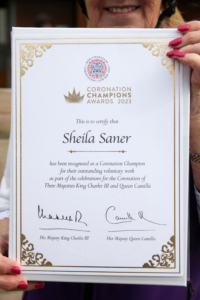 CORONATION
CHAMPIONS
AWARDS 2023
This is to certify that
Sheila Saner
has been recognised as a Coronation Champion
for their outstanding voluntary work
as part of the celebrations for the Coronation of
Their Majesties King Charles III and Queen Camilla
Charles R
Camilla R
His Majesty King Charles III
Her Majesty Queen Camilla